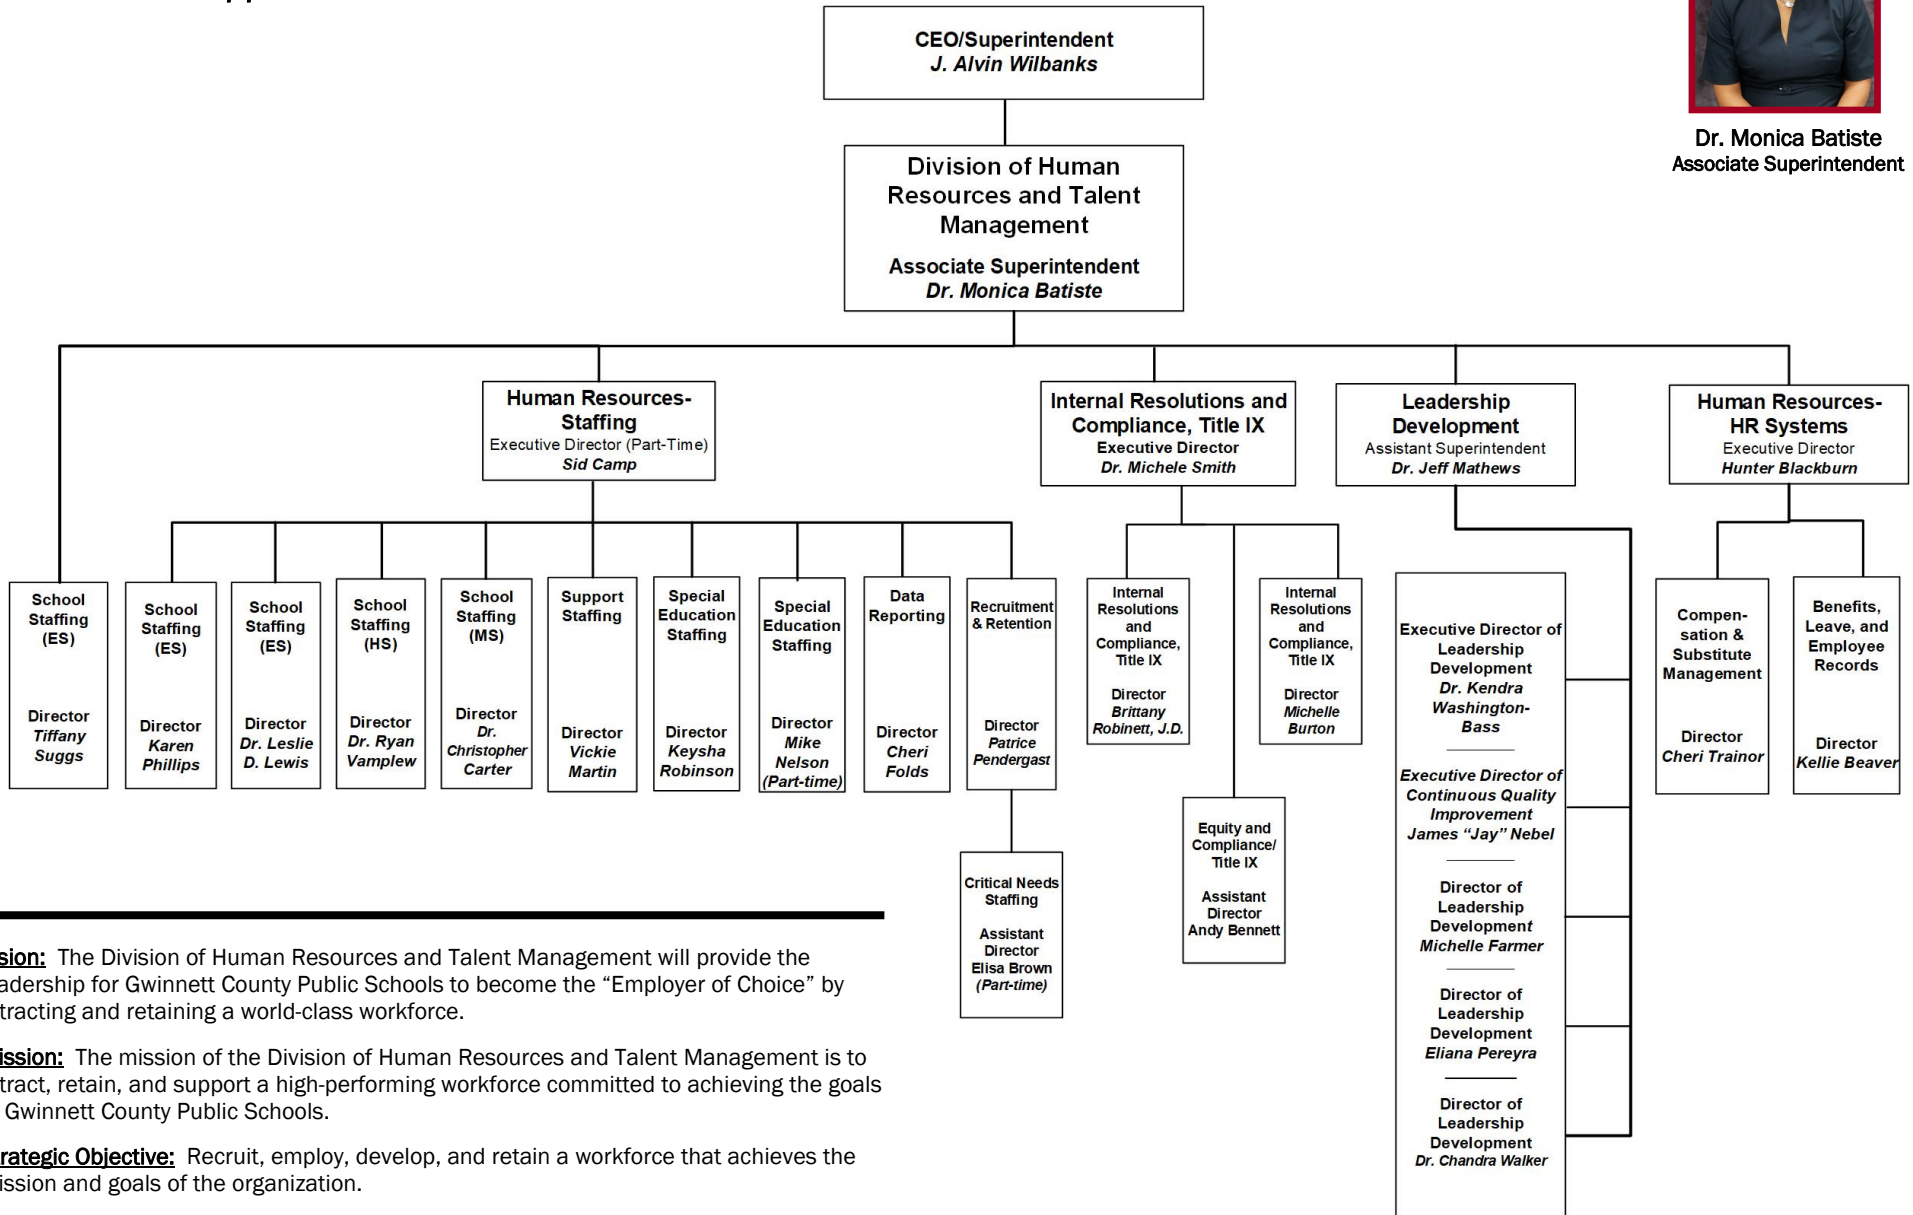 CEO/Superintendent
J. Alvin Wilbanks
Dr. Monica Batiste
Associate Superintendent
Division of Human
Resources and Talent
Management
Associate Superintendent
Dr. Monica Batiste
Human Resources-
Staffing
Executive Director (Part-Time)
Sid Camp
Internal Resolutions and
Compliance, Title IX
Executive Director
Dr. Michele Smith
Leadership
Development
Assistant Superintendent
Dr. Jeff Mathews
Human Resources-
HR Systems
Executive Director
Hunter Blackburn
School
Staffing
(ES)
Director
Tiffany
Suggs
School
Staffing
(ES)
Director
Karen
Phillips
School
Staffing
(ES)
Director
Dr. Leslie
D. Lewis
School
Staffing
(HS)
Director
Dr. Ryan
Vamplew
School
Staffing
(MS)
Director
Dr.
Christopher
Carter
Support
Staffing
Director
Vickie
Martin
Special
Education
Staffing
Director
Keysha
Robinson
Special
Education
Staffing
Director
Mike
Nelson
(Part-time)
Data
Reporting
Director
Cheri
Folds
Recruitment
& Retention
Director
Patrice
Pendergast
Critical Needs
Staffing
Assistant
Director
Elisa Brown
(Part-time)
Internal
Resolutions
and
Compliance,
Title IX
Director
Brittany
Robinett, J.D.
Equity and
Compliance/
Title IX
Assistant
Director
Andy Bennett
Internal
Resolutions
and
Compliance,
Title IX
Director
Michelle
Burton
Executive Director of
Leadership
Development
Dr. Kendra
Washington-
Bass
Executive Director of
Continuous Quality
Improvement
James “Jay” Nebel
Director of
Leadership
Development
Michelle Farmer
Director of
Leadership
Development
Eliana Pereyra
Director of
Leadership
Development
Dr. Chandra Walker
Compen-
sation &
Substitute
Management
Director
Cheri Trainor
Benefits,
Leave, and
Employee
Records
Director
Kellie Beaver
sion: The Division of Human Resources and Talent Management will provide the
adership for Gwinnett County Public Schools to become the “Employer of Choice” by
tracting and retaining a world-class workforce.
ission: The mission of the Division of Human Resources and Talent Management is to
tract, retain, and support a high-performing workforce committed to achieving the goals
Gwinnett County Public Schools.
rategic Objective: Recruit, employ, develop, and retain a workforce that achieves the
ission and goals of the organization.